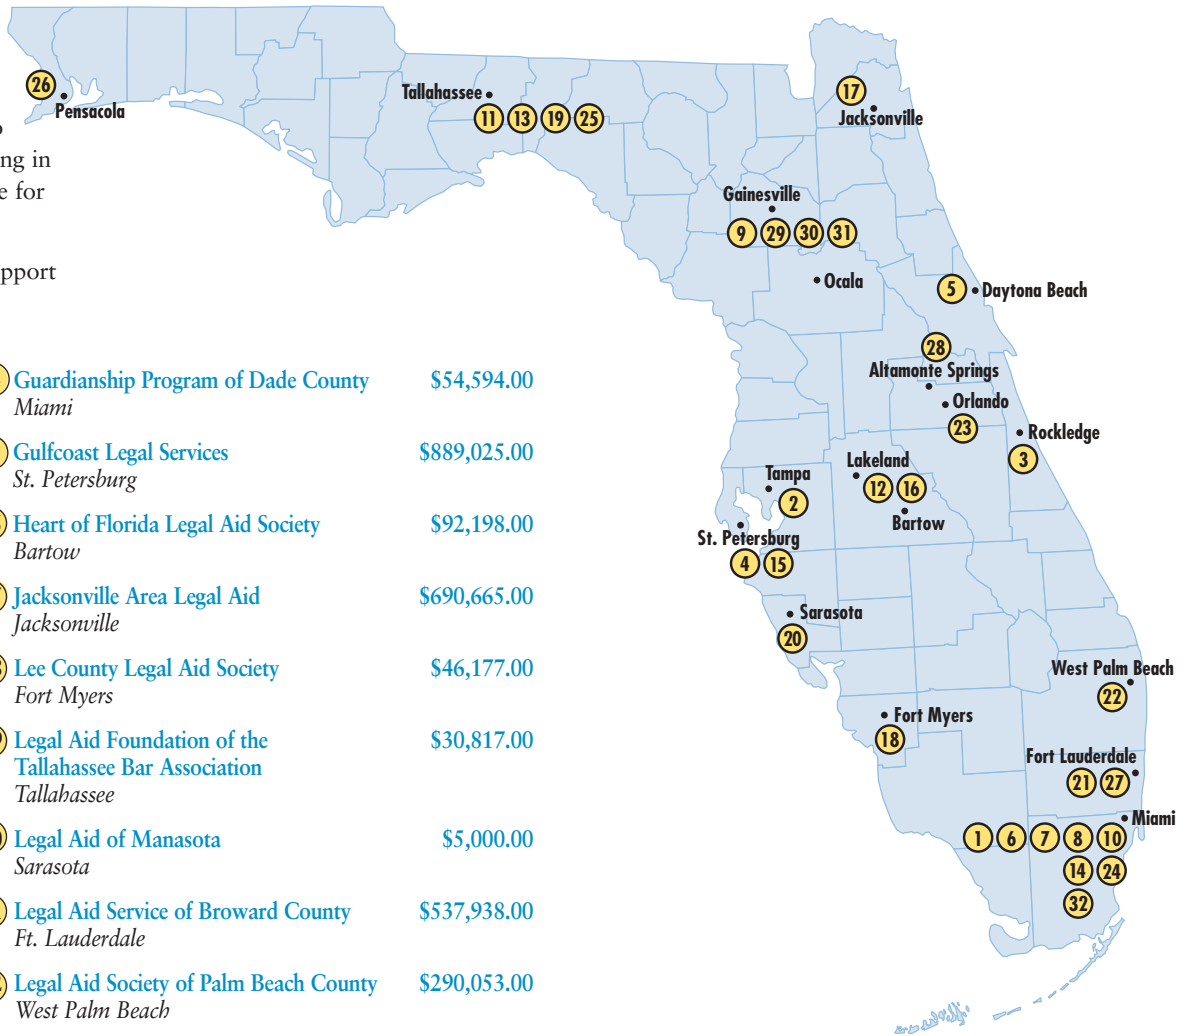 ing in
e for
pport
Guardianship Program of Dade County $54,594.00
Miami
Gulfcoast Legal Services $889,025.00
St. Petersburg
Heart of Florida Legal Aid Society $92,198.00
Bartow
Jacksonville Area Legal Aid $690,665.00
Jacksonville
Lee County Legal Aid Society $46,177.00
Fort Myers
Legal Aid Foundation of the $30,817.00
Tallahassee Bar Association
Tallahassee
Legal Aid of Manasota $5,000.00
Sarasota
Legal Aid Service of Broward County $537,938.00
Ft. Lauderdale
Legal Aid Society of Palm Beach County $290,053.00
West Palm Beach
26
Pensacola
Tallahassee
11 13 19 25
17
Jacksonville
Gainesville
9 29 30 31
Ocala
5 Daytona Beach
28
Altamonte Springs
Orlando
23
Rockledge
3
Lakeland
12 16
Bartow
Tampa
2
St. Petersburg
4 15
Sarasota
20
West Palm Beach
22
Fort Myers
18
Fort Lauderdale
21 27
Miami
1 6 7 8 10
14 24
32